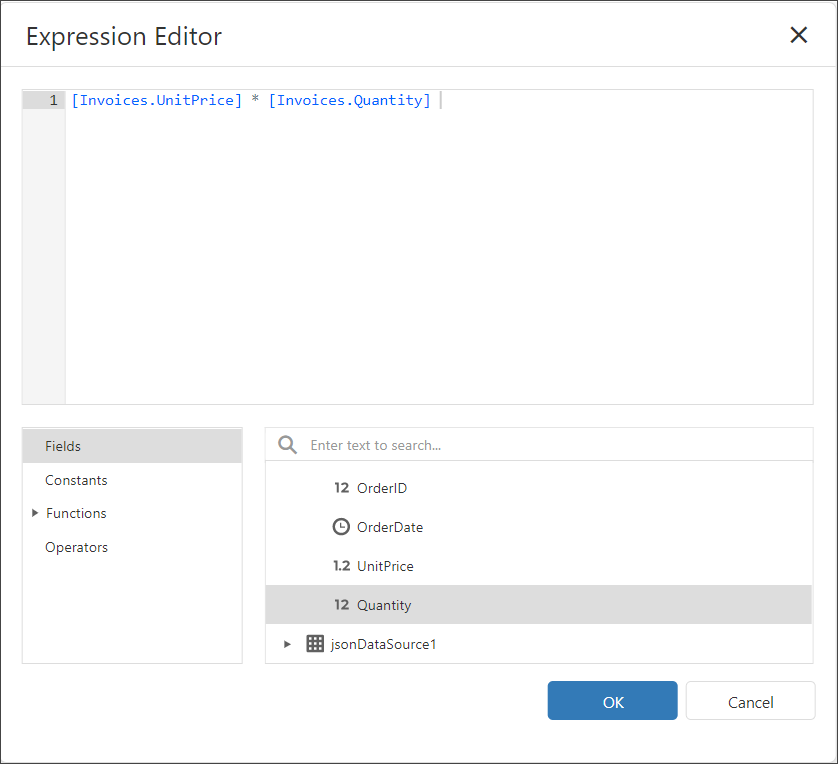 Expression Editor
1 [Invoices.UnitPrice] * [Invoices.Quantity]
Fields
Constants
Functions
Operators
Enter text to search...
12 OrderID
OrderDate
1.2 UnitPrice
12 Quantity
jsonDataSource1
OK
Cancel